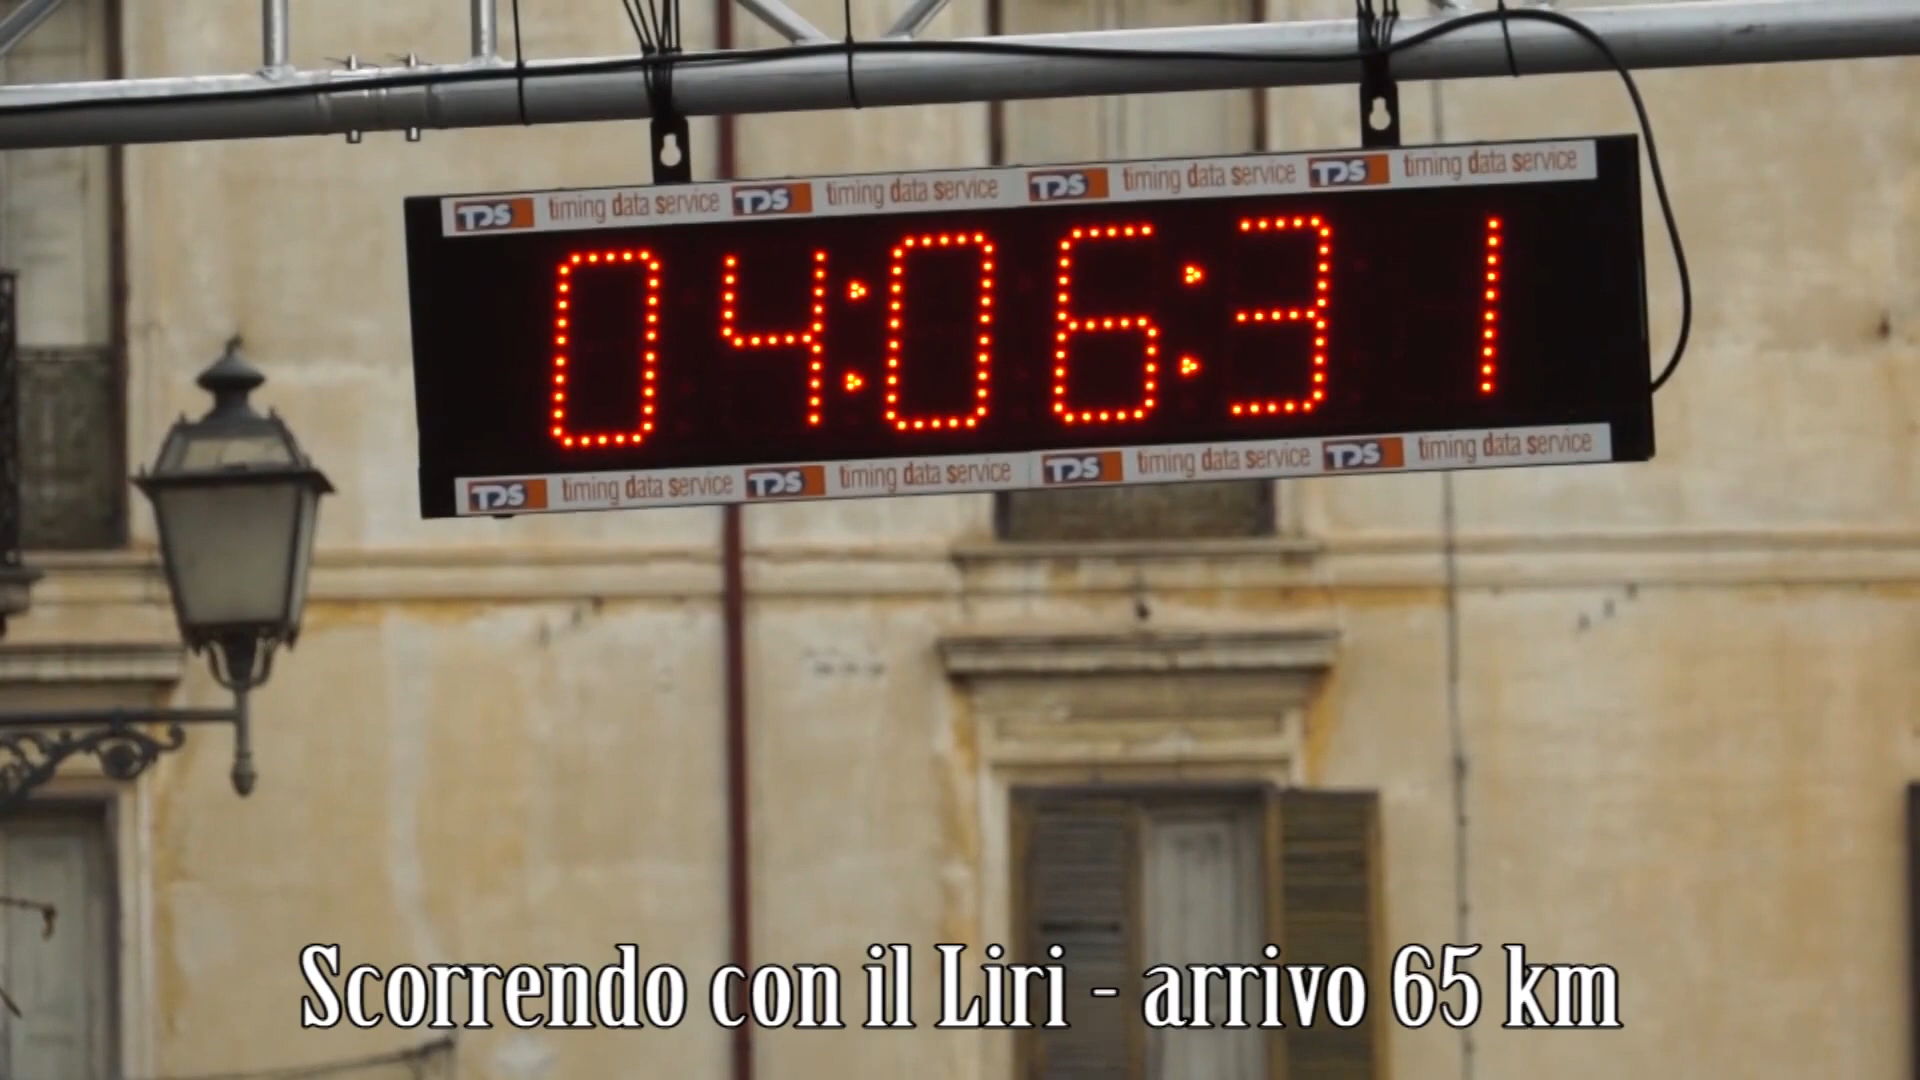 TDS timing data service TDS timing data service TDS timing data service TDS timing data service
04:06:31
TDS timing data service TDS timing data service TDS timing data service TDS timing data service
Scorrendo con il Liri - arrivo 65 km